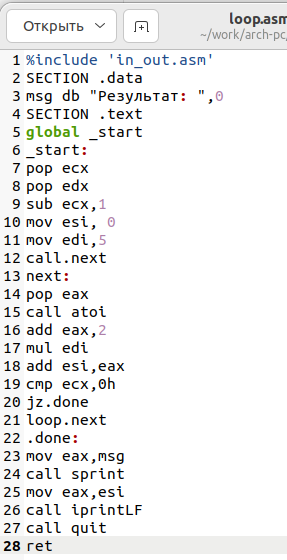 Открыть
loop.asm
~/work/arch-pc/
1 %include 'in_out.asm'
2 SECTION .data
3 msg db "Результат: ",0
4 SECTION .text
5 global _start
6 _start:
7 pop ecx
8 pop edx
9 sub ecx,1
10 mov esi, 0
11 mov edi,5
12 call.next
13 next:
14 pop eax
15 call atoi
16 add eax,2
17 mul edi
18 add esi,eax
19 cmp ecx,0h
20 jz.done
21 loop.next
22 .done:
23 mov eax,msg
24 call sprint
25 mov eax,esi
26 call iprintLF
27 call quit
28 ret